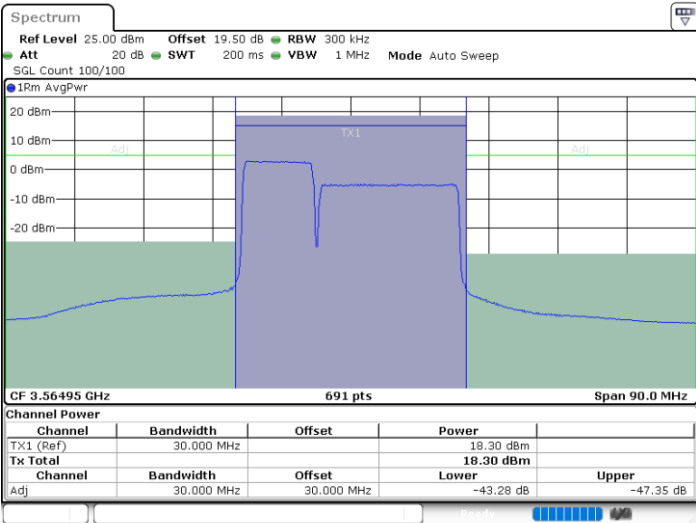 Spectrum
Ref Level 25.00 dBm Offset 19.50 dB RBW 300 kHz
Att 20 dB SWT 200 ms VBW 1 MHz Mode Auto Sweep
SGL Count 100/100
1Rm AvgPwr
20 dBm
TX1
10 dBm
Adj Adj
0 dBm
-10 dBm
-20 dBm
CF 3.56495 GHz 691 pts Span 90.0 MHz
Channel Power
Channel Bandwidth Offset Power
TX1 (Ref) 30.000 MHz 18.30 dBm
Tx Total 18.30 dBm
Channel Bandwidth Offset Lower Upper
Adj 30.000 MHz 30.000 MHz -43.28 dB -47.35 dB
Ready